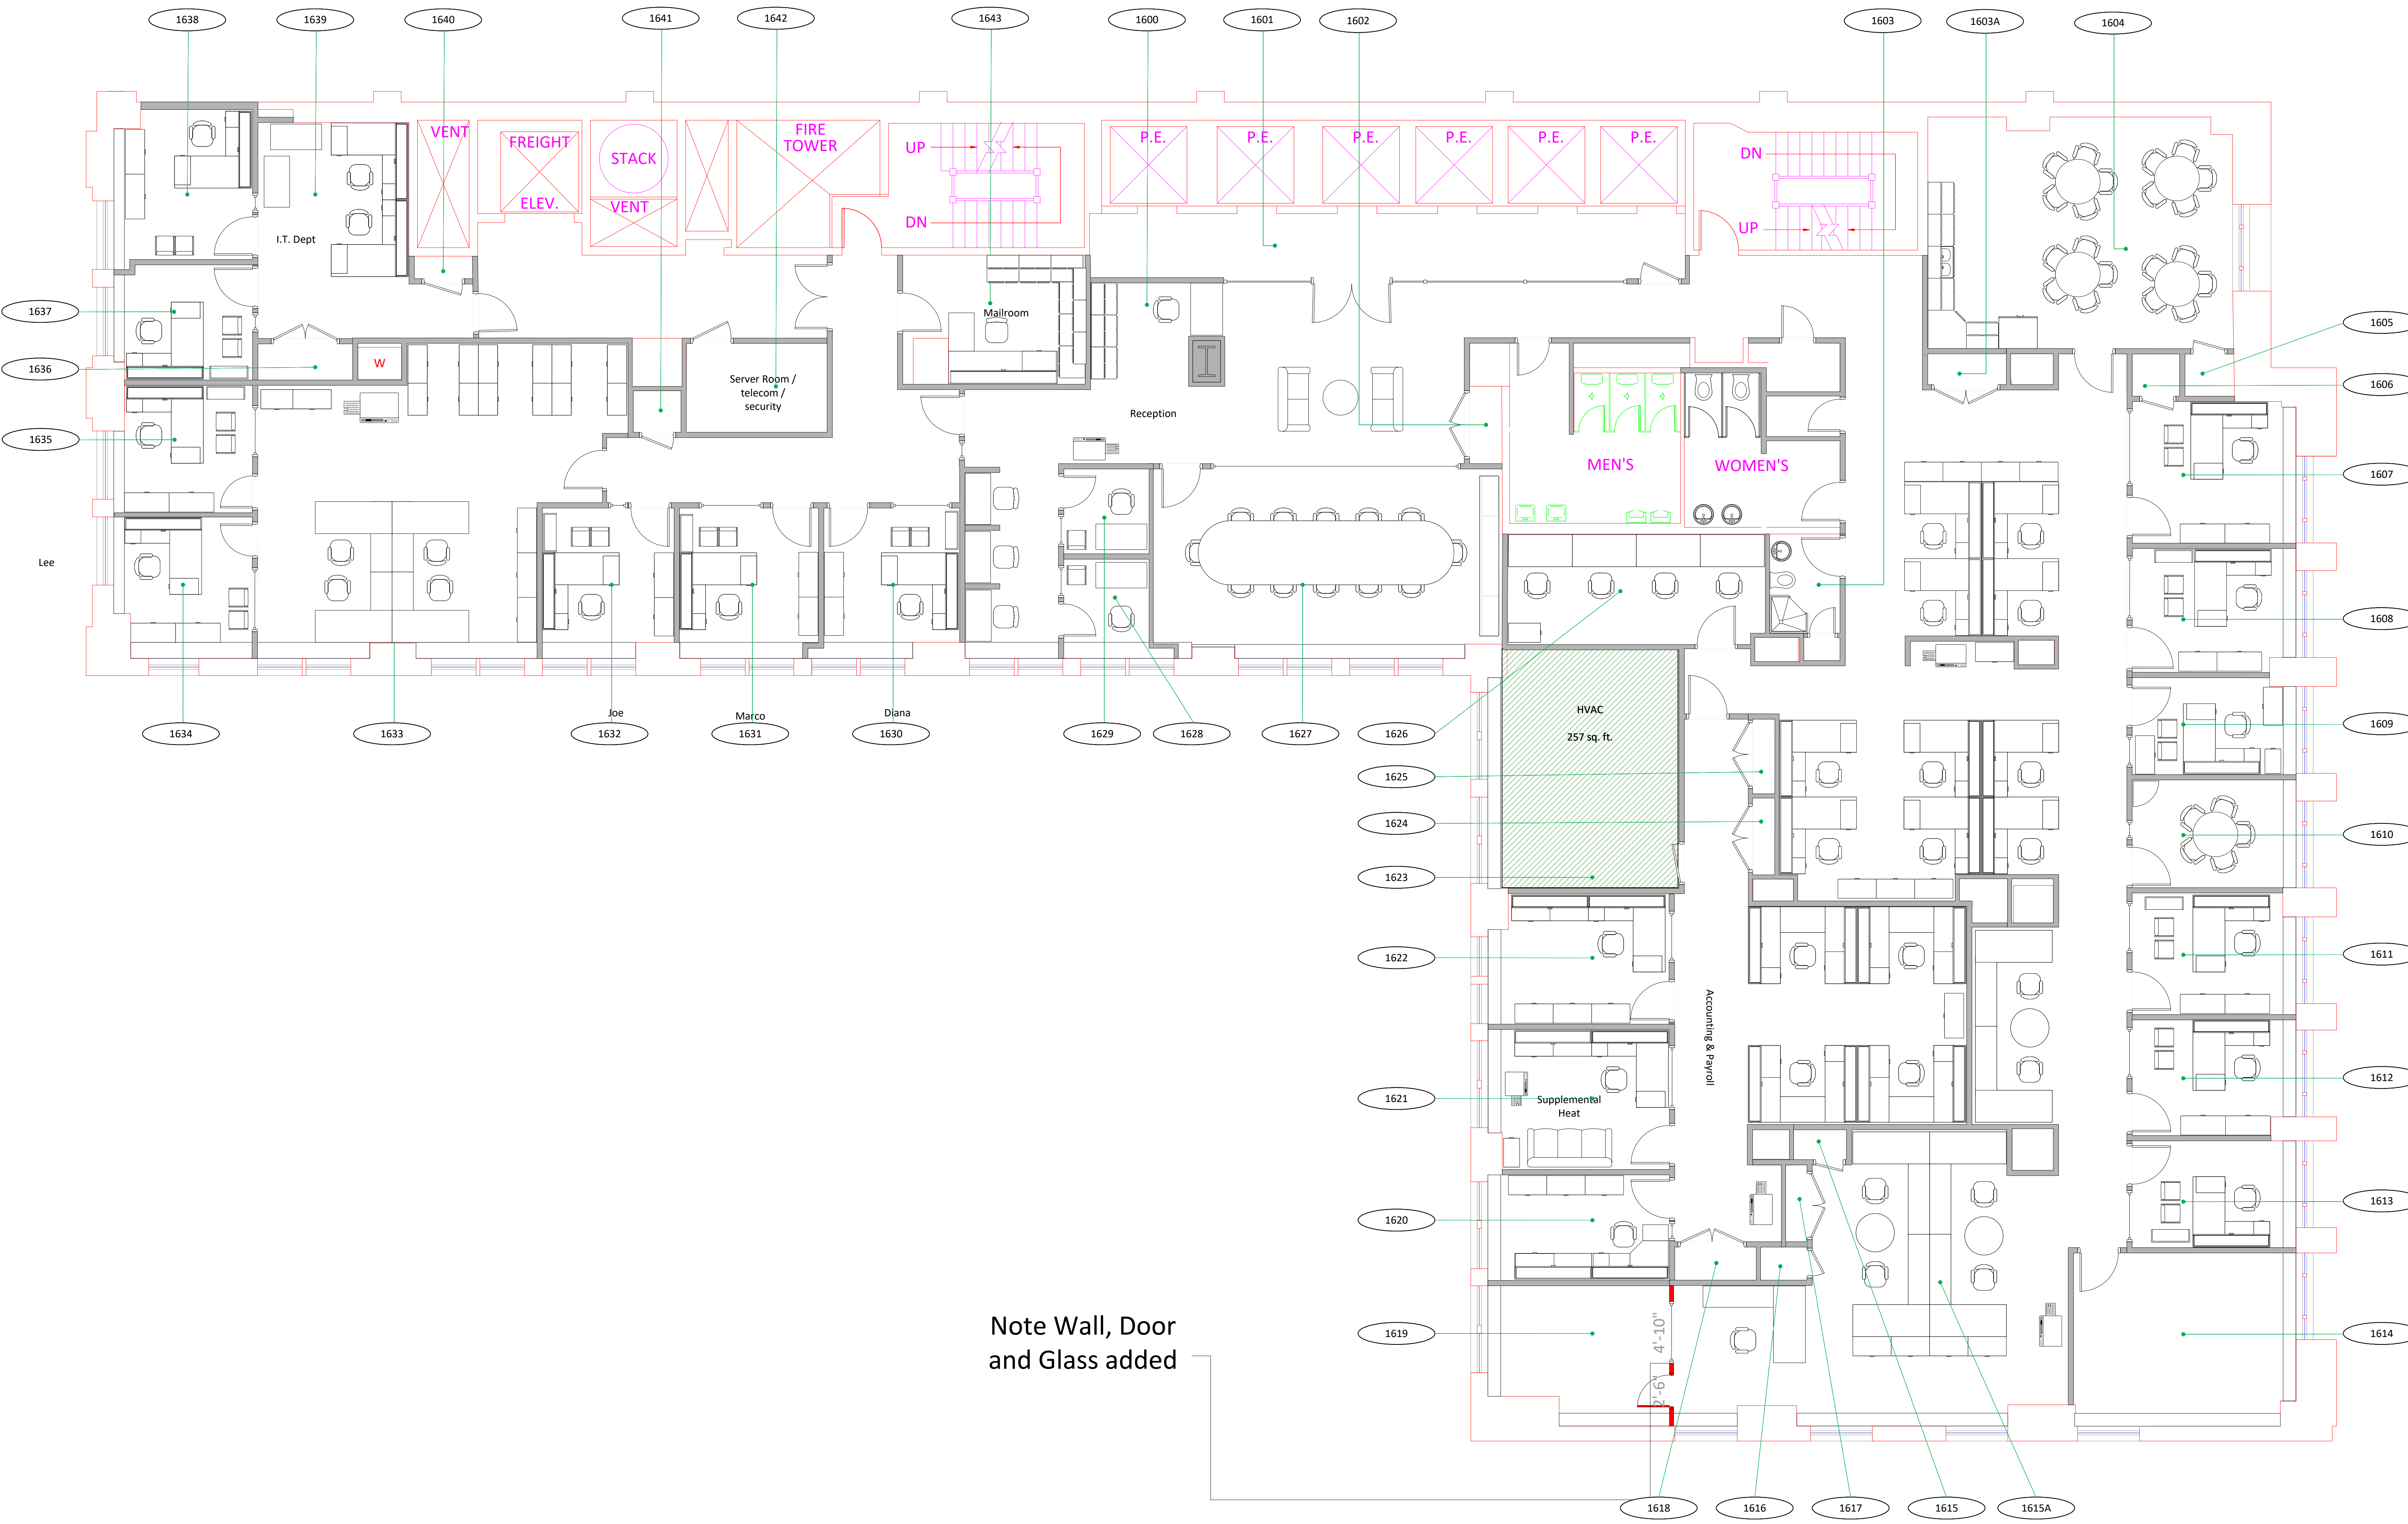 1638
1639
1640
1641
1642
1643
1600
1601
1602
1603
1603A
1604
VENT
FREIGHT
ELEV.
STACK
VENT
FIRE
TOWER
UP
DN
P.E.
P.E.
P.E.
P.E.
P.E.
P.E.
DN
UP
I.T. Dept
1637
1636
1635
W
Mailroom
Server Room /
telecom /
security
Reception
MEN'S
WOMEN'S
1605
1606
1607
Lee
1608
1634
1633
Joe
1632
Marco
1631
Diana
1630
1629
1628
1627
1626
HVAC
257 sq. ft.
1609
1625
1624
1610
1623
1622
1611
Accounting & Payroll
1621
Supplemental
Heat
1612
1620
1613
Note Wall, Door
and Glass added
1619
4'-10"
2'-6"
1614
1618
1616
1617
1615
1615A